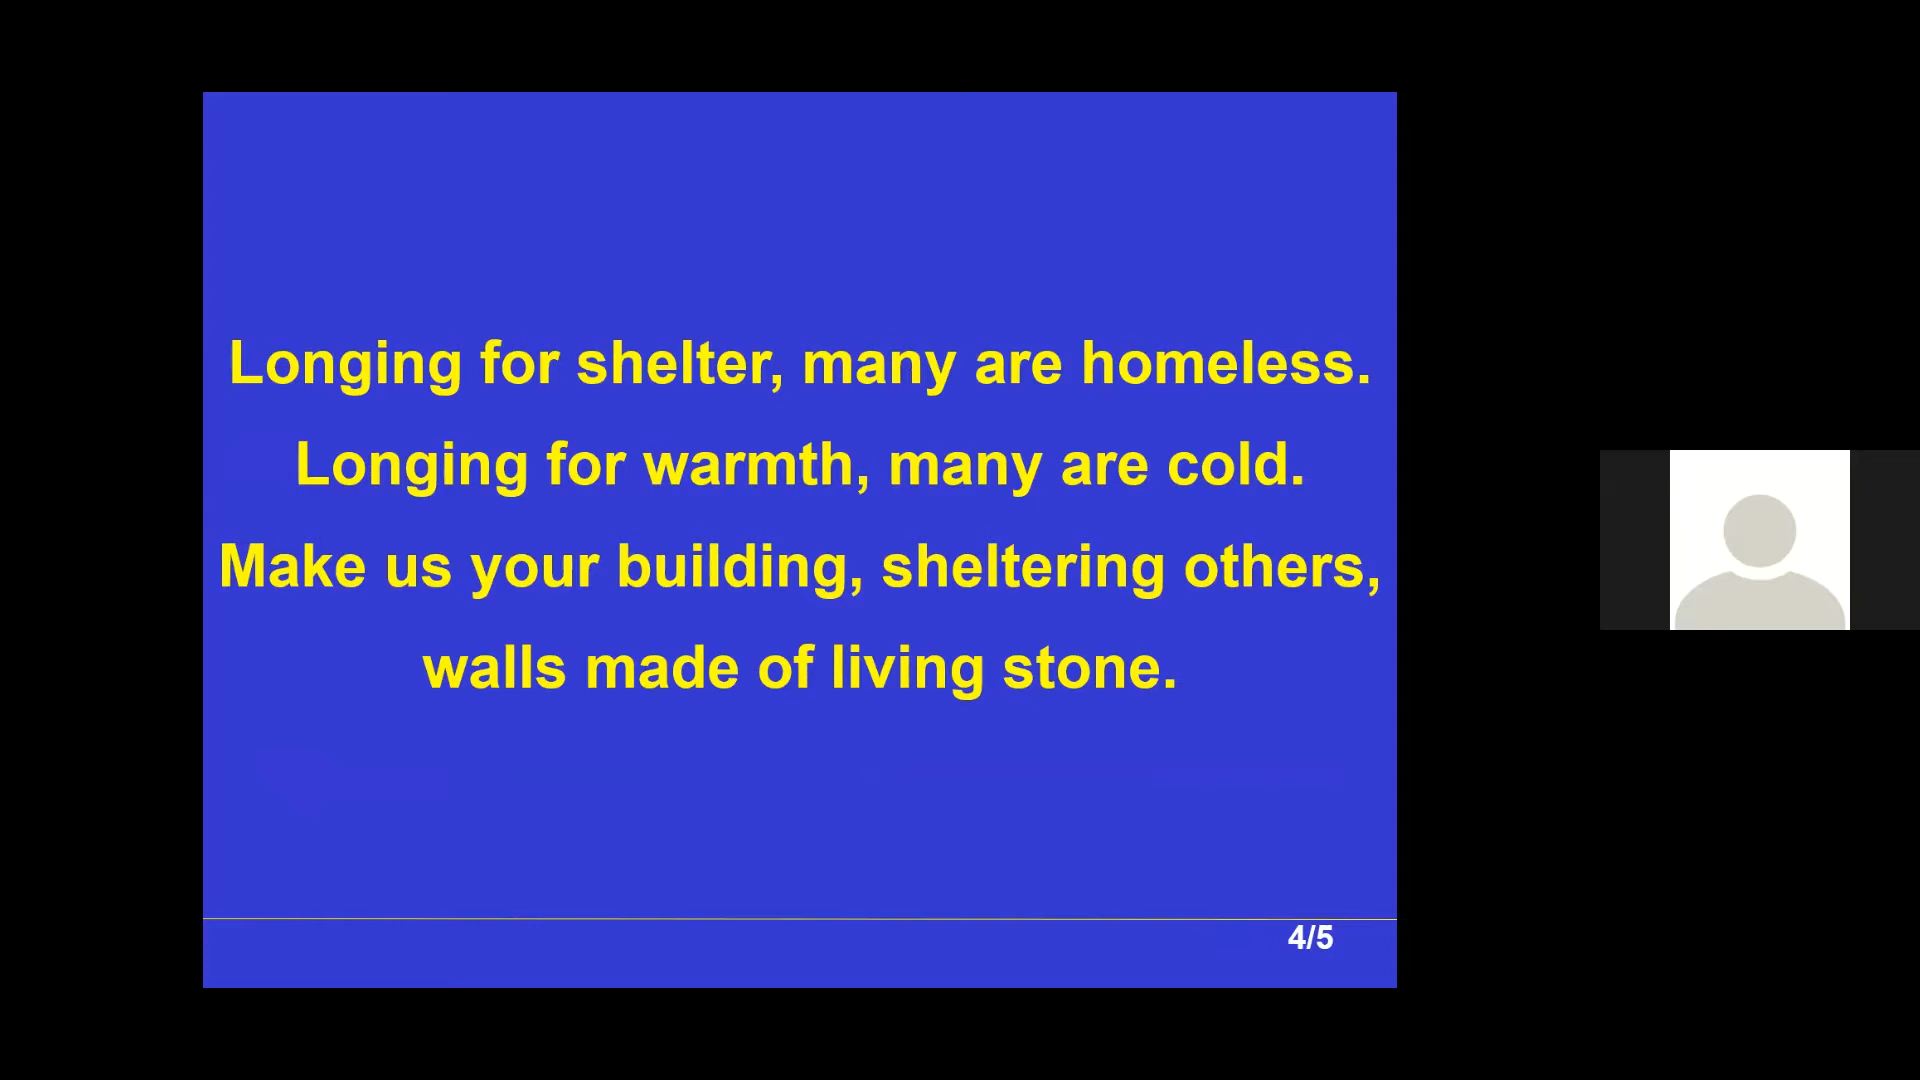 Longing for shelter, many are homeless.
Longing for warmth, many are cold.
Make us your building, sheltering others,
walls made of living stone.
4/5